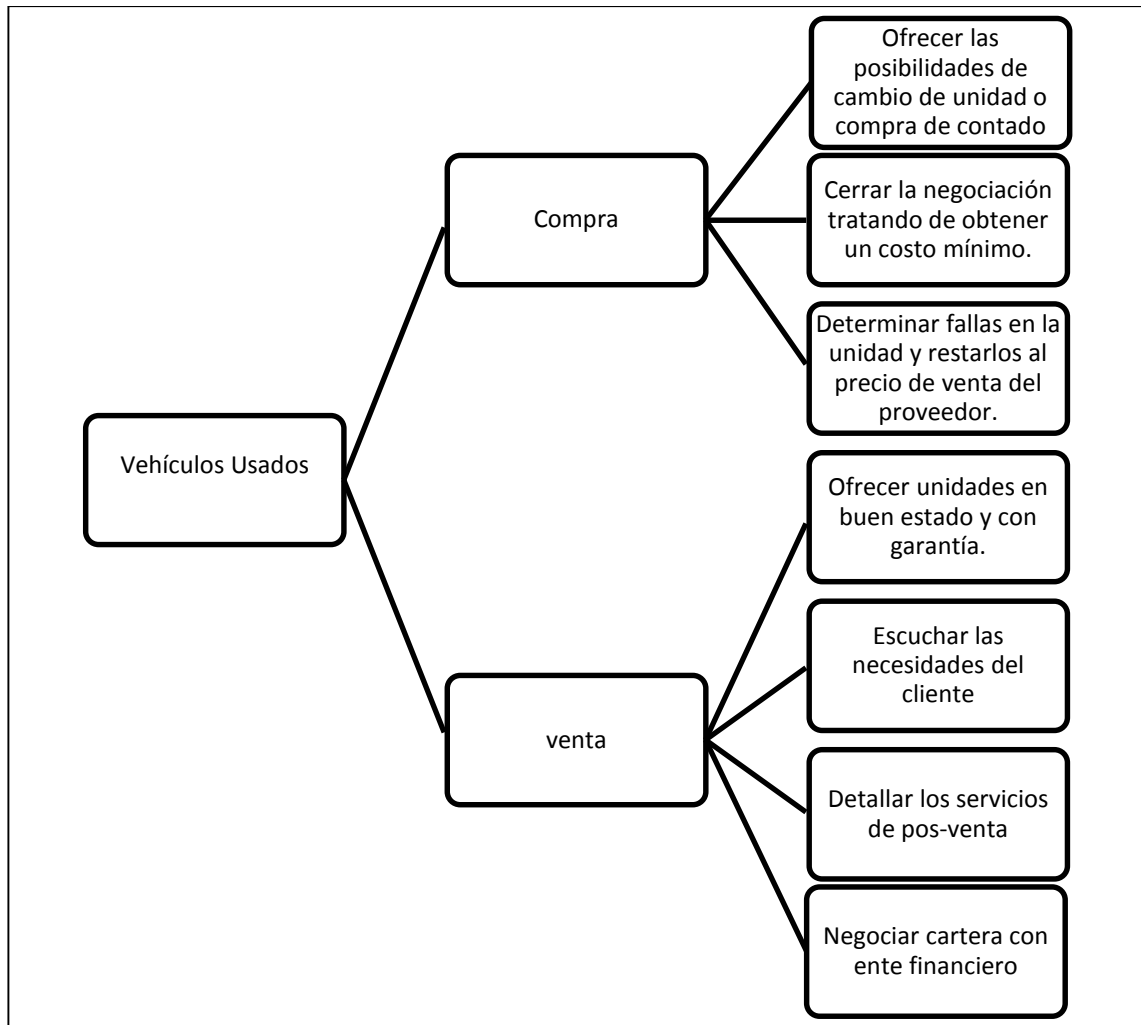 Vehículos Usados
Compra
Ofrecer las
posibilidades de
cambio de unidad o
compra de contado
Cerrar la negociación
tratando de obtener
un costo mínimo.
Determinar fallas en la
unidad y restarlos al
precio de venta del
proveedor.
venta
Ofrecer unidades en
buen estado y con
garantía.
Escuchar las
necesidades del
cliente
Detallar los servicios
de pos-venta
Negociar cartera con
ente financiero